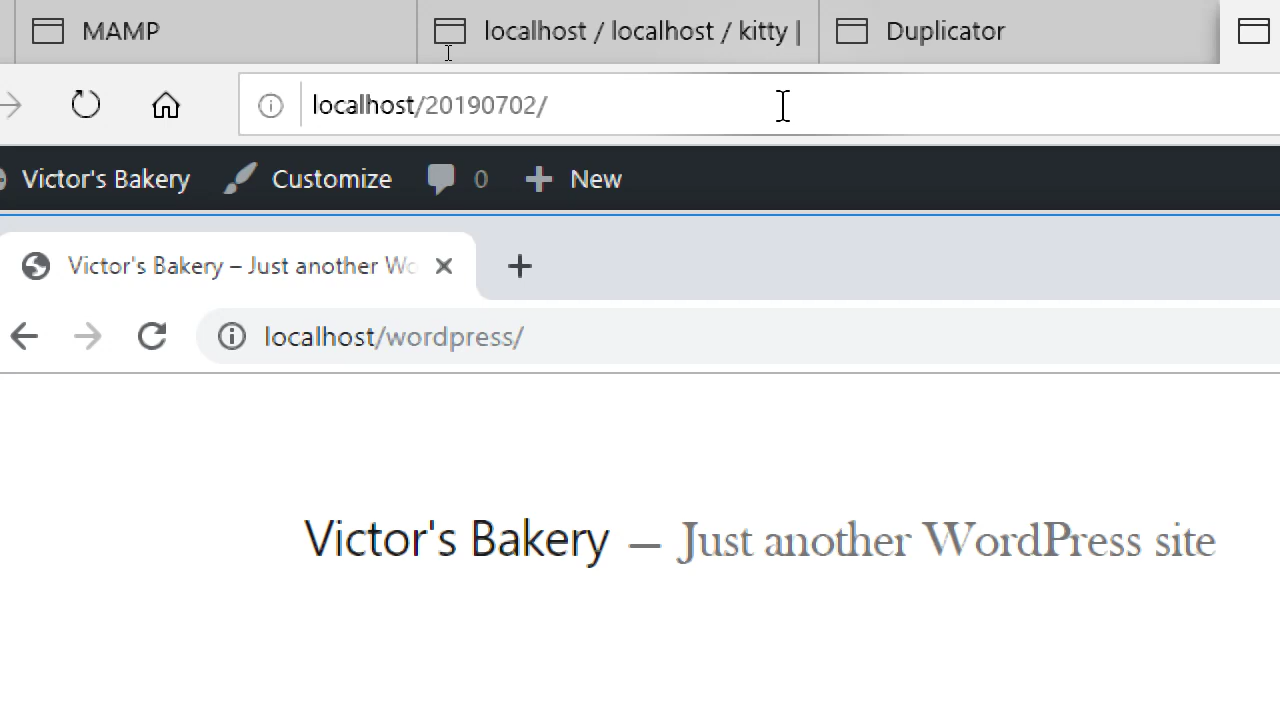 MAMP localhost / localhost / kitty | Duplicator
localhost/20190702/
Victor's Bakery Customize 0 New
Victor's Bakery – Just another Wo
localhost/wordpress/
Victor's Bakery — Just another WordPress site